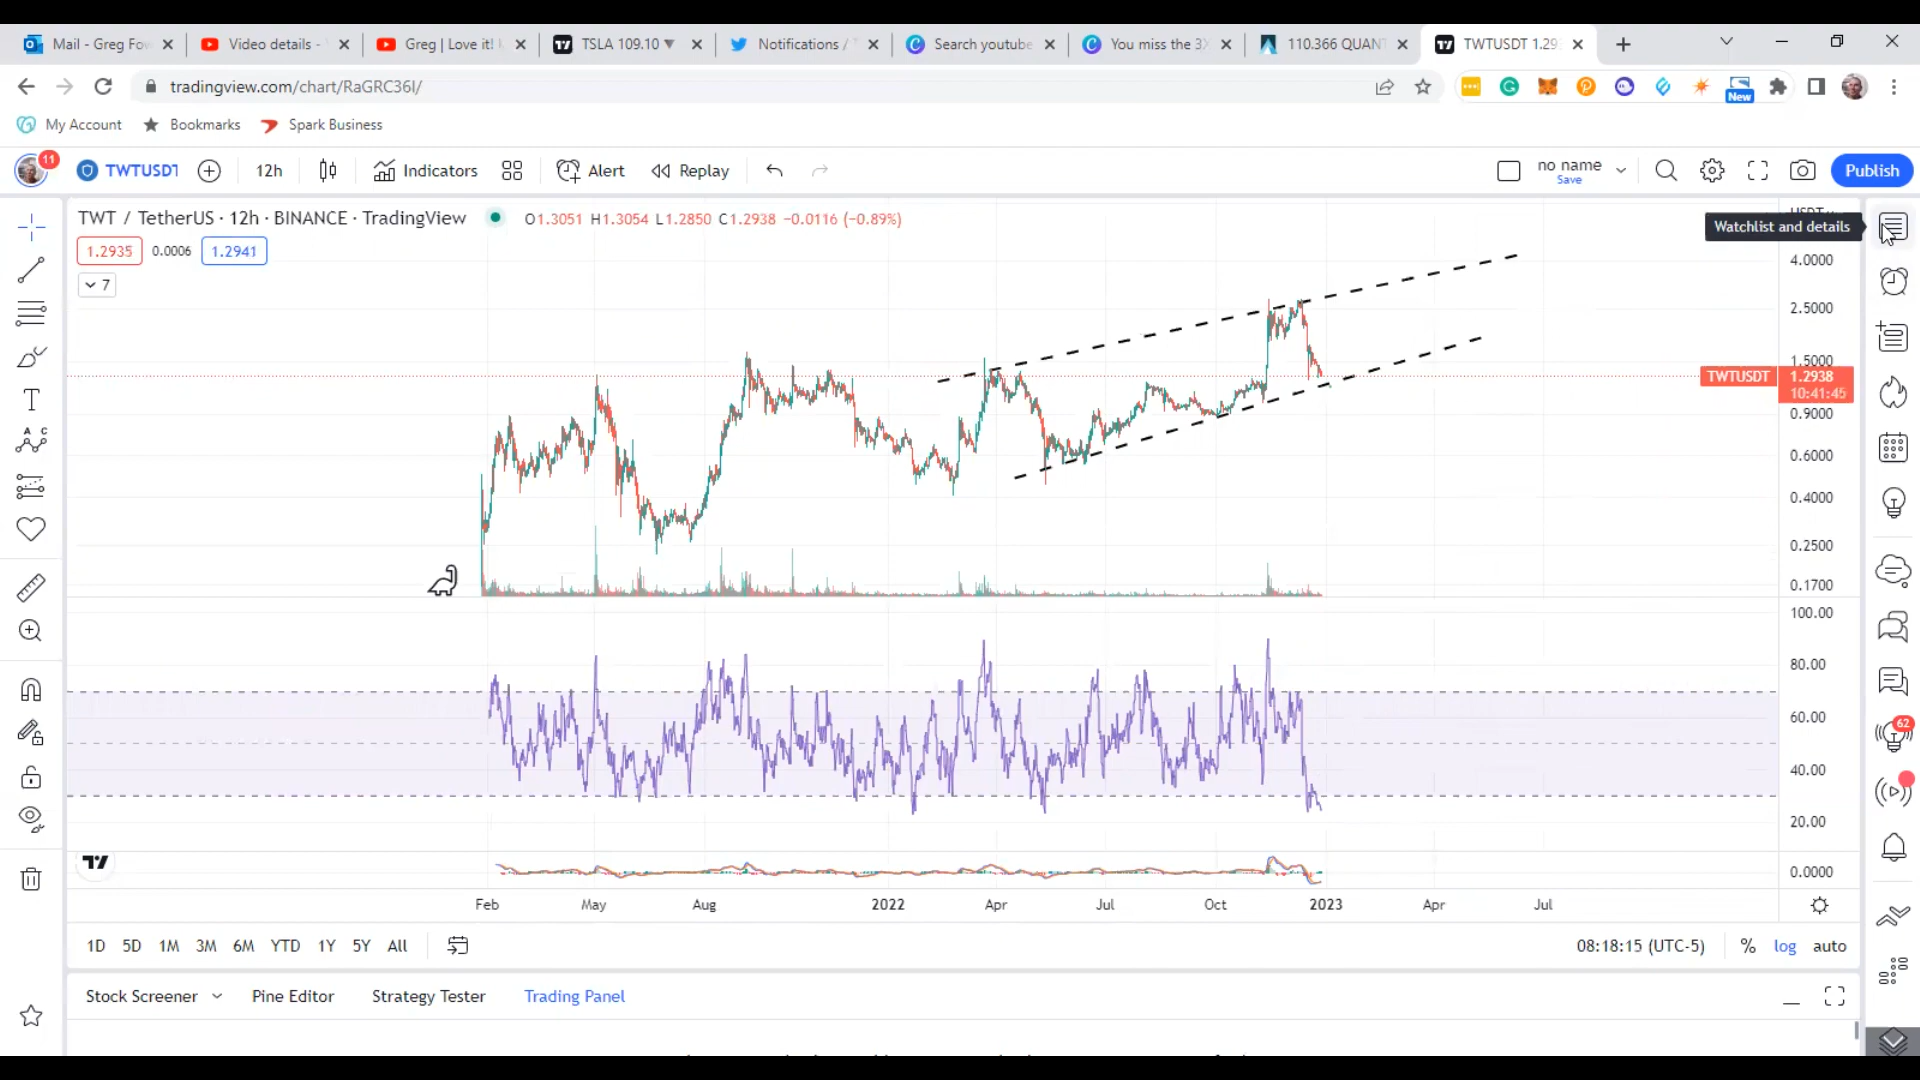 Mail - Greg Fow
Video details -
Greg | Love it!
TSLA 109.10 ▼
Notifications /
Search youtube
You miss the 3X
110.366 QUANT
TWTUSDT 1.293
tradingview.com/chart/RaGRC36I/
New
My Account
Bookmarks
Spark Business
11
TWTUSDT
12h
Indicators
Alert
Replay
no name
Save
Publish
TWT / TetherUS · 12h · BINANCE · TradingView
O1.3051 H1.3054 L1.2850 C1.2938 −0.0116 (−0.89%)
Watchlist and details
1.2935
0.0006
1.2941
7
4.0000
2.5000
1.5000
TWTUSDT
1.2938
10:41:45
0.9000
0.6000
0.4000
0.2500
0.1700
100.00
80.00
60.00
40.00
20.00
0.0000
62
Feb
May
Aug
2022
Apr
Jul
Oct
2023
Apr
Jul
1D
5D
1M
3M
6M
YTD
1Y
5Y
All
08:18:15 (UTC-5)
%
log
auto
Stock Screener
Pine Editor
Strategy Tester
Trading Panel